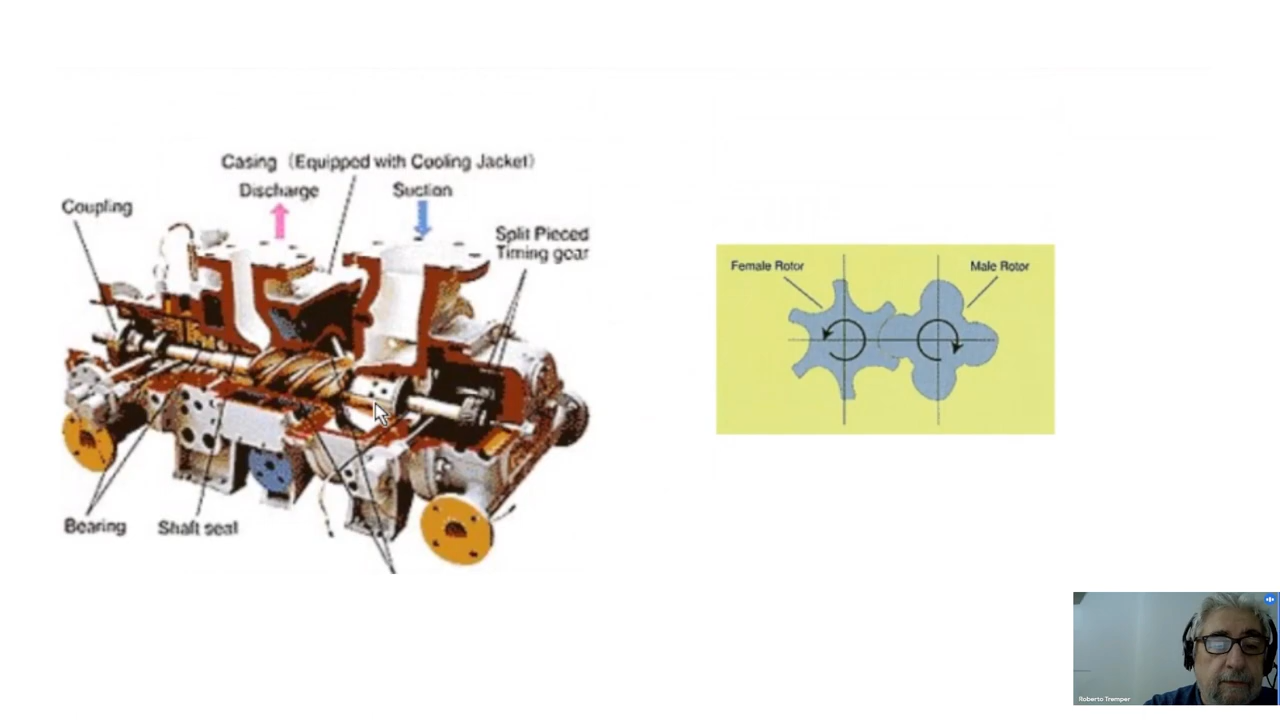 Casing (Equipped with Cooling Jacket)
Discharge
Suction
Coupling
Split Pieced
Timing gear
Bearing
Shaft seal
Female Rotor
Male Rotor
Roberto Tremper